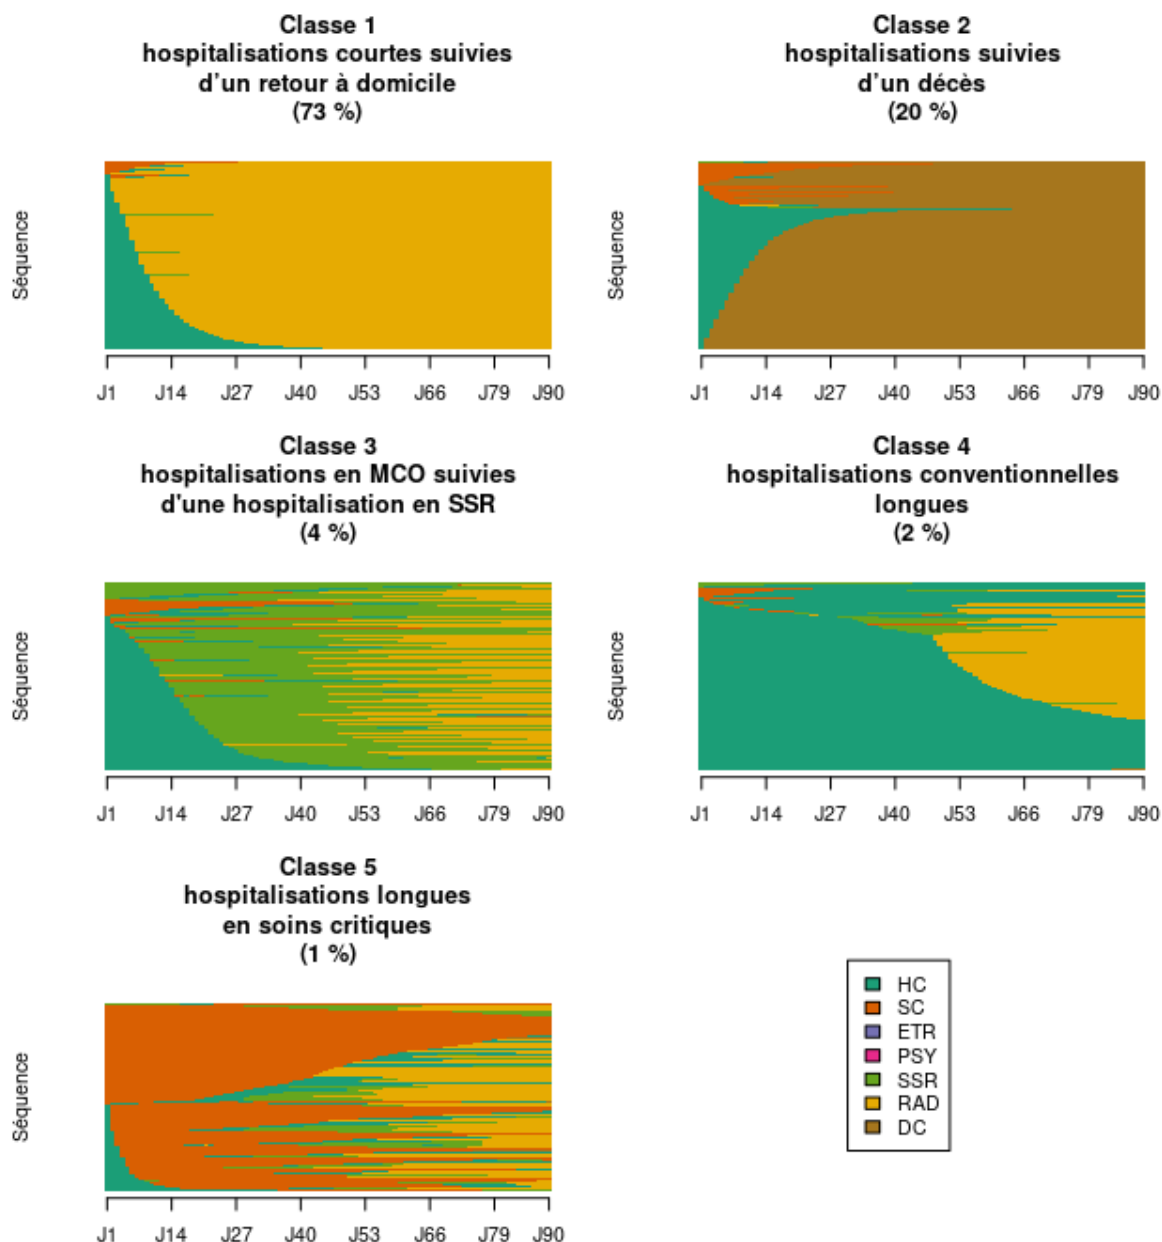 Classe 1
hospitalisations courtes suivies
d'un retour à domicile
(73 %)
Séquence
J1 J14 J27 J40 J53 J66 J79 J90
Classe 2
hospitalisations suivies
d'un décès
(20 %)
Séquence
J1 J14 J27 J40 J53 J66 J79 J90
Classe 3
hospitalisations en MCO suivies
d'une hospitalisation en SSR
(4 %)
Séquence
J1 J14 J27 J40 J53 J66 J79 J90
Classe 4
hospitalisations conventionnelles
longues
(2 %)
Séquence
J1 J14 J27 J40 J53 J66 J79 J90
Classe 5
hospitalisations longues
en soins critiques
(1 %)
Séquence
J1 J14 J27 J40 J53 J66 J79 J90
HC
SC
ETR
PSY
SSR
RAD
DC